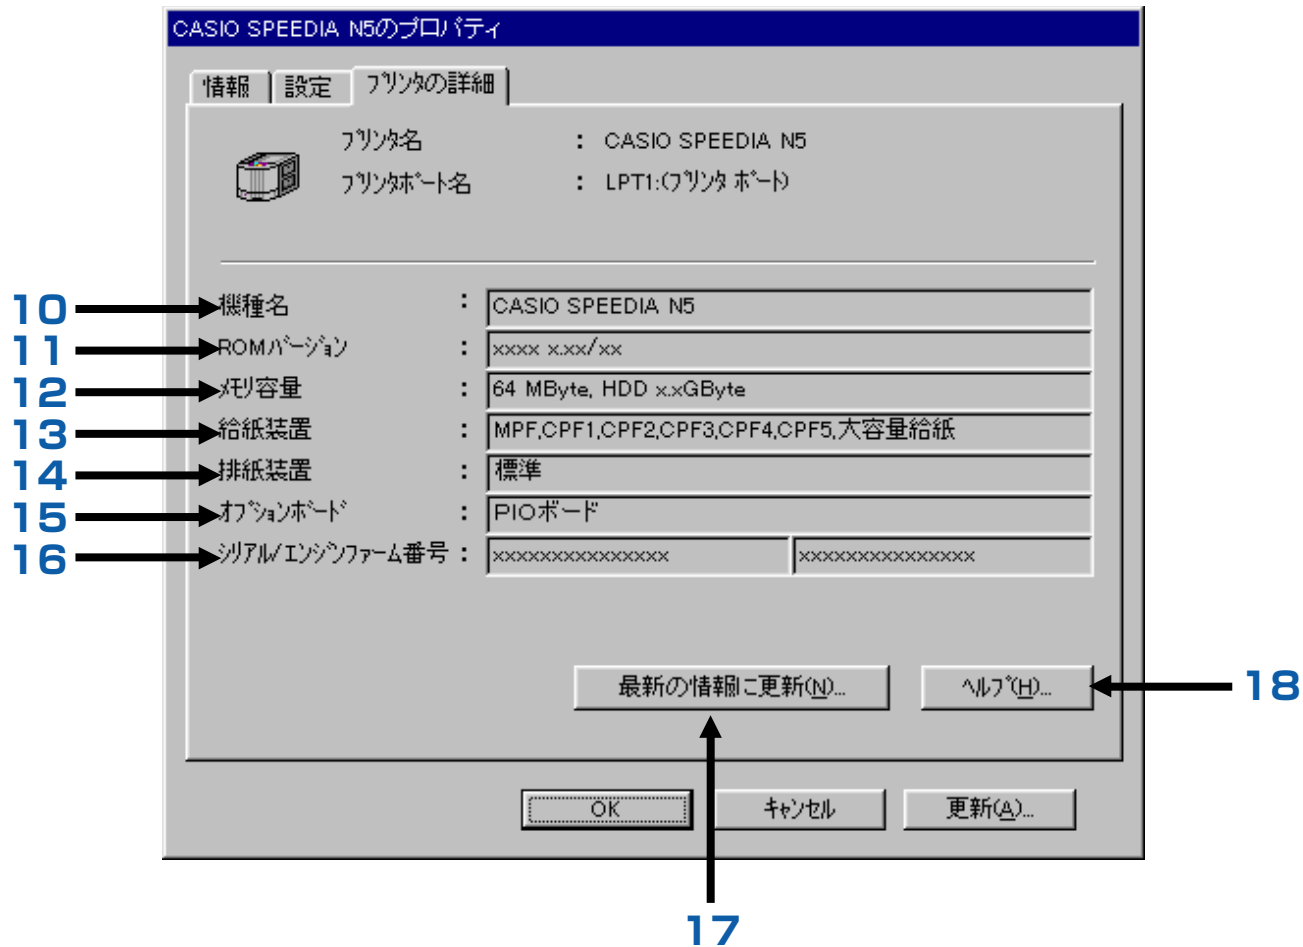 CASIO SPEEDIA N5のプロパティ
情報 設定 プリンタの詳細
プリンタ名 : CASIO SPEEDIA N5
プリンタポート名 : LPT1:(プリンタ ポート)
10 機種名 : CASIO SPEEDIA N5
11 ROMバージョン : xxxx x.xx/xx
12 メモリ容量 : 64 MByte, HDD x.xGByte
13 給紙装置 : MPF,CPF1,CPF2,CPF3,CPF4,CPF5,大容量給紙
14 排紙装置 : 標準
15 オプションボード : PIOボード
16 シリアル/エンジンファーム番号 : xxxxxxxxxxxxxxx xxxxxxxxxxxxxxx
最新の情報に更新(N)... ヘルプ(H)... 18
OK キャンセル 更新(A)...
17